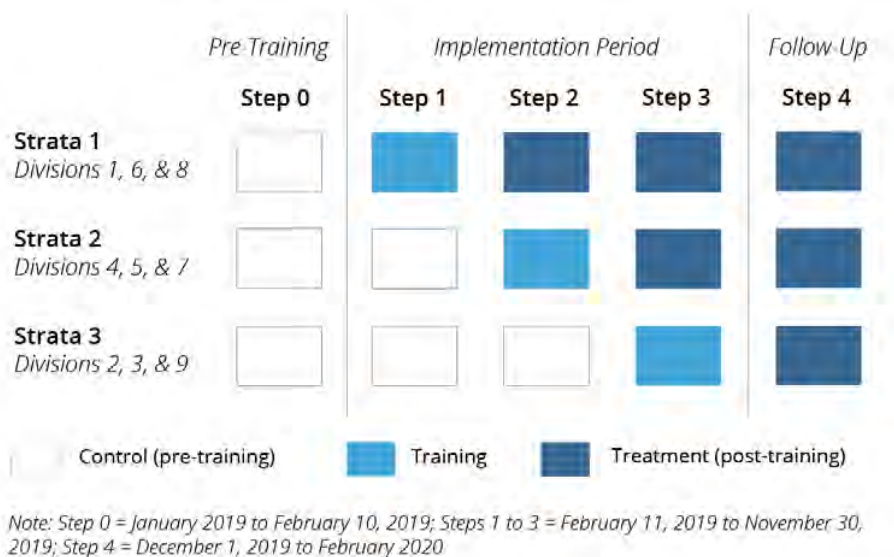 Pre Training Implementation Period Follow-Up
Step 0 Step 1 Step 2 Step 3 Step 4
Strata 1
Divisions 1, 6, & 8
Strata 2
Divisions 4, 5, & 7
Strata 3
Divisions 2, 3, & 9
Control (pre-training) Training Treatment (post-training)
Note: Step 0 = January 2019 to February 10, 2019; Steps 1 to 3 = February 11, 2019 to November 30,
2019; Step 4 = December 1, 2019 to February 2020